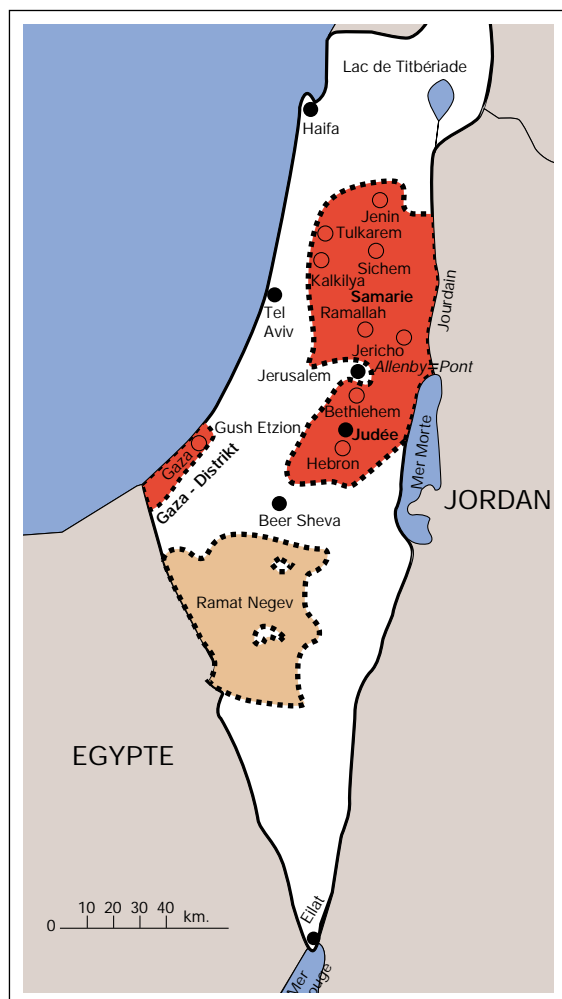 Lac de Titbériade
Haifa
Jenin
Tulkarem
Sichem
Kalkilya
Samarie
Jourdain
Tel
Aviv
Ramallah
Jericho
Allenby=Pont
Jerusalem
Bethlehem
Gush Etzion
Judée
Hebron
Mer Morte
Gaza
Gaza - Distrikt
JORDAN
Beer Sheva
Ramat Negev
EGYPTE
10 20 30 40
0 km.
Eilat
Mer